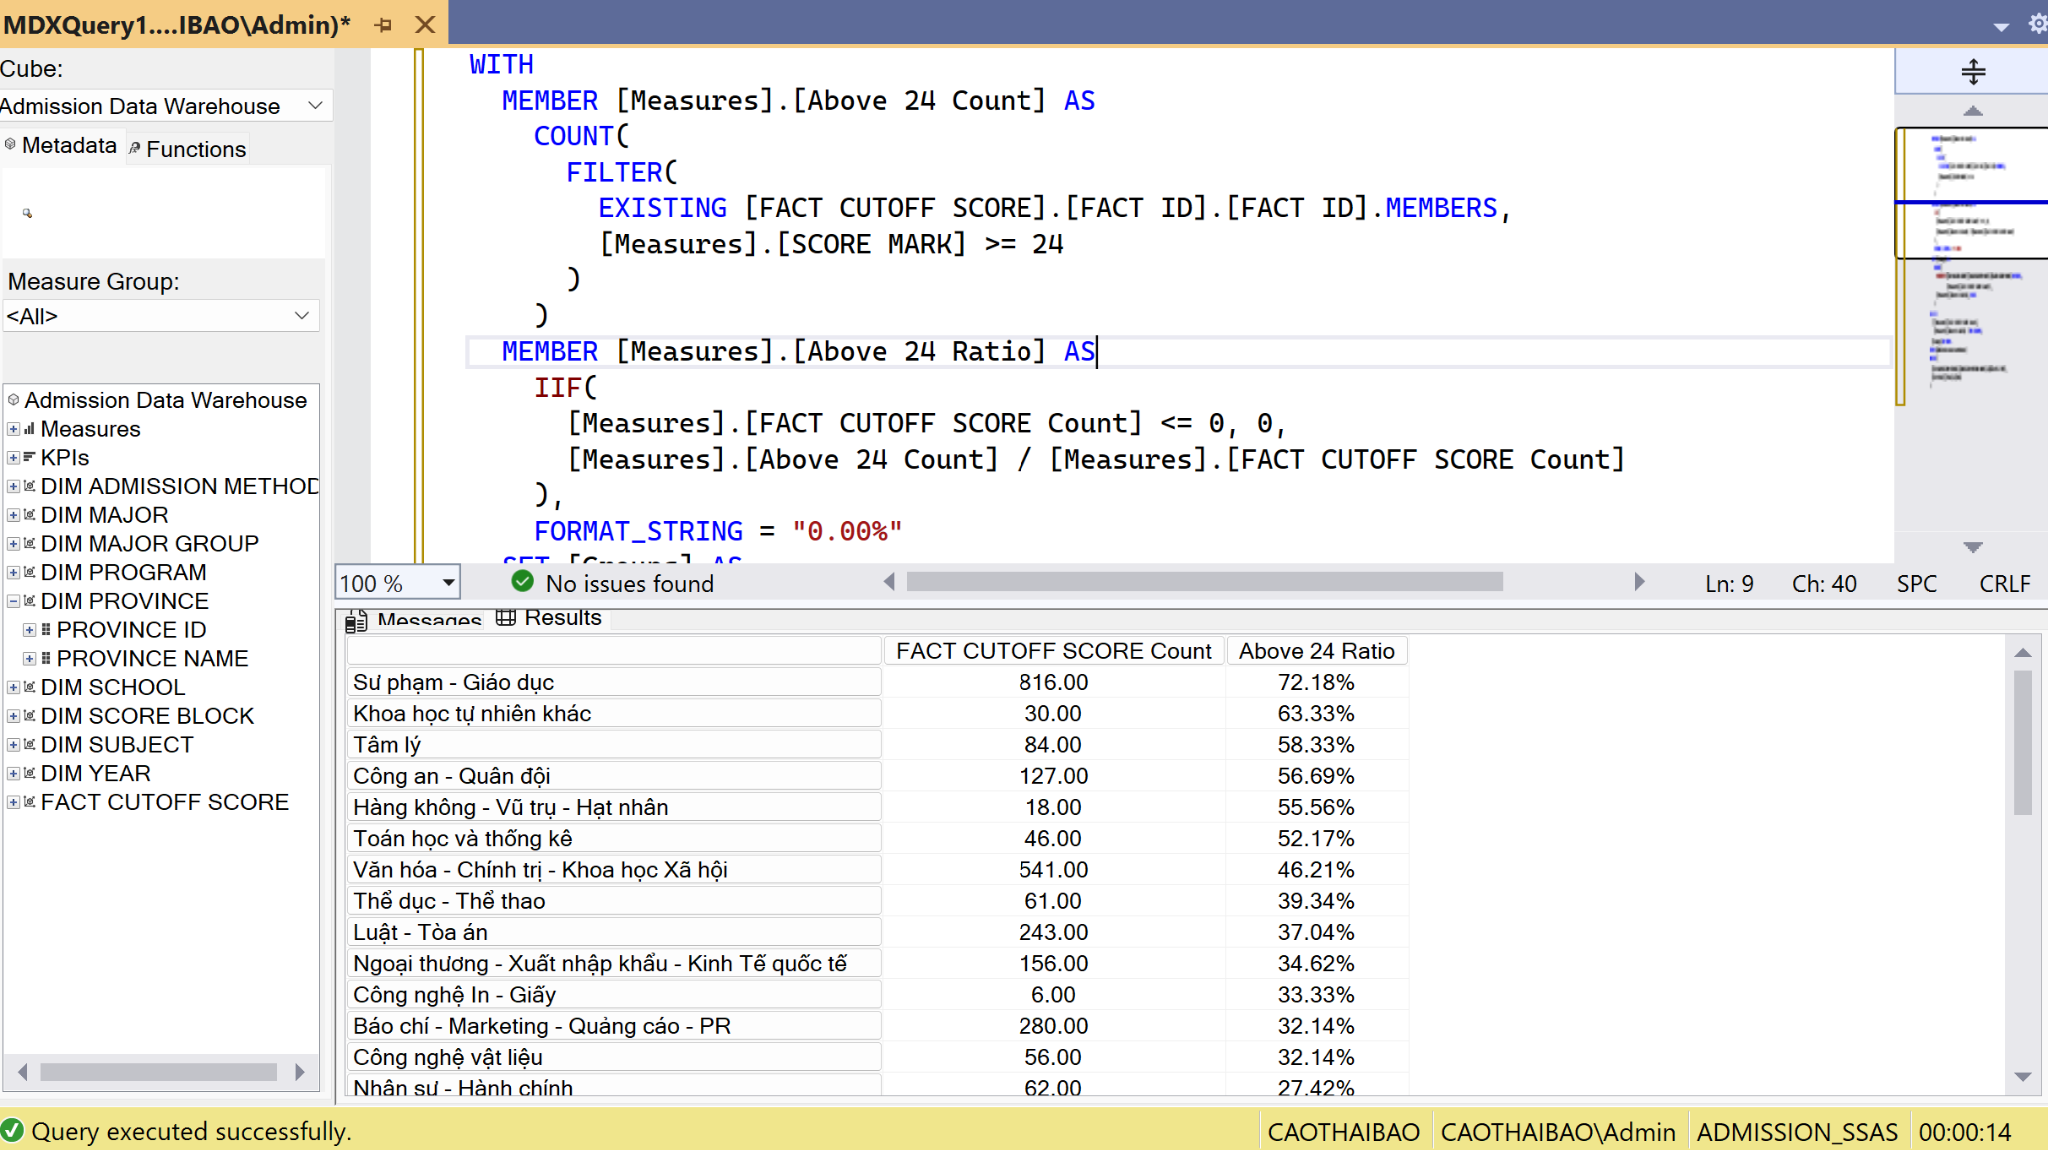 MDXQuery1....IBAO\Admin)*
Cube:
Admission Data Warehouse
Metadata
Functions
Measure Group:
<All>
Admission Data Warehouse
Measures
KPIs
DIM ADMISSION METHOD
DIM MAJOR
DIM MAJOR GROUP
DIM PROGRAM
DIM PROVINCE
PROVINCE ID
PROVINCE NAME
DIM SCHOOL
DIM SCORE BLOCK
DIM SUBJECT
DIM YEAR
FACT CUTOFF SCORE
WITH
MEMBER [Measures].[Above 24 Count] AS
COUNT(
FILTER(
EXISTING [FACT CUTOFF SCORE].[FACT ID].[FACT ID].MEMBERS,
[Measures].[SCORE MARK] >= 24
)
)
MEMBER [Measures].[Above 24 Ratio] AS
IIF(
[Measures].[FACT CUTOFF SCORE Count] <= 0, 0,
[Measures].[Above 24 Count] / [Measures].[FACT CUTOFF SCORE Count]
),
FORMAT_STRING = "0.00%"
SET [Groups] AS
100 %
No issues found
Ln: 9 Ch: 40 SPC CRLF
Messages Results
FACT CUTOFF SCORE Count Above 24 Ratio
Sư phạm - Giáo dục 816.00 72.18%
Khoa học tự nhiên khác 30.00 63.33%
Tâm lý 84.00 58.33%
Công an - Quân đội 127.00 56.69%
Hàng không - Vũ trụ - Hạt nhân 18.00 55.56%
Toán học và thống kê 46.00 52.17%
Văn hóa - Chính trị - Khoa học Xã hội 541.00 46.21%
Thể dục - Thể thao 61.00 39.34%
Luật - Tòa án 243.00 37.04%
Ngoại thương - Xuất nhập khẩu - Kinh Tế quốc tế 156.00 34.62%
Công nghệ In - Giấy 6.00 33.33%
Báo chí - Marketing - Quảng cáo - PR 280.00 32.14%
Công nghệ vật liệu 56.00 32.14%
Nhân sự - Hành chính 62.00 27.42%
Query executed successfully.
CAOTHAIBAO CAOTHAIBAO\Admin ADMISSION_SSAS 00:00:14